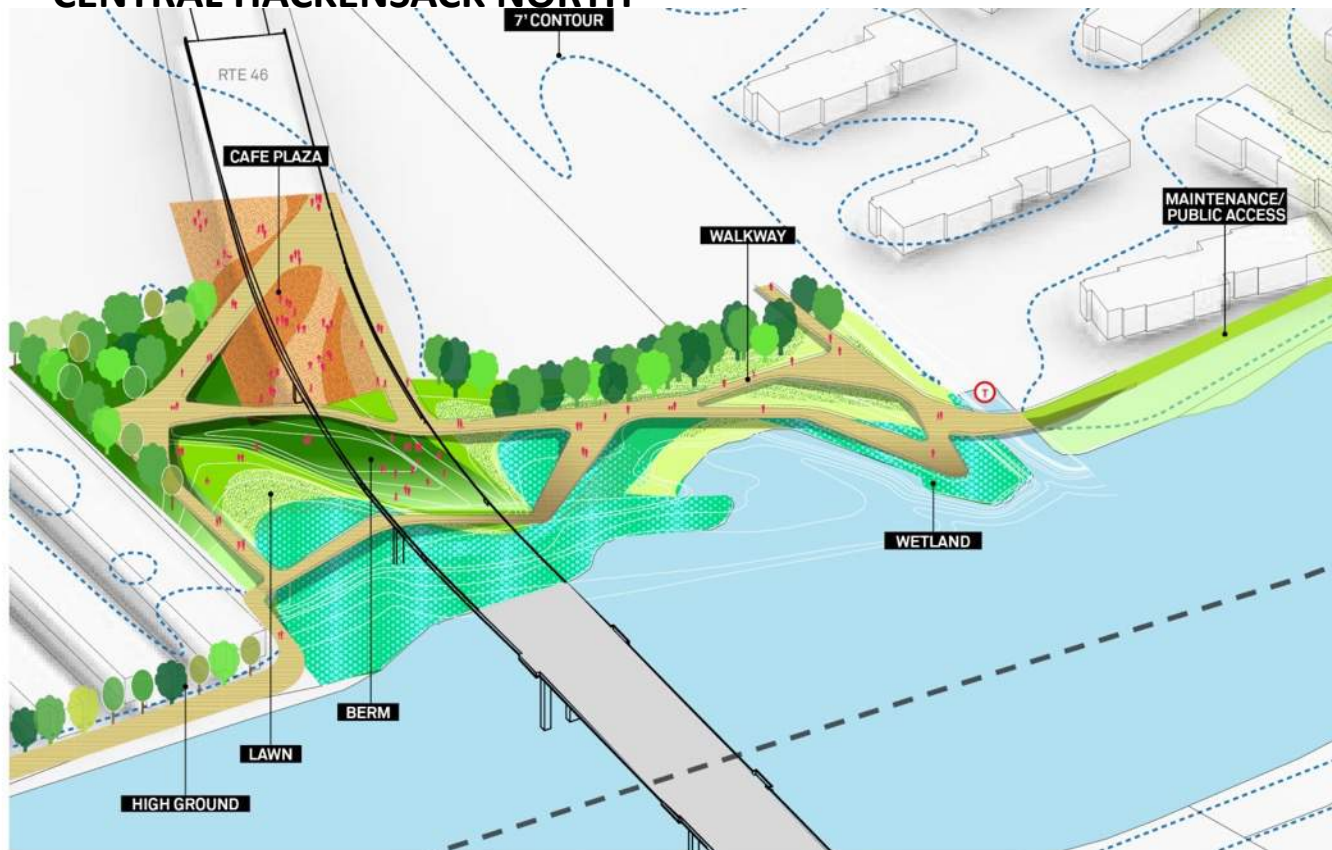 CENTRAL HACKENSACK NORTH
7' CONTOUR
RTE 46
CAFE PLAZA
MAINTENANCE/
PUBLIC ACCESS
WALKWAY
T
WETLAND
BERM
LAWN
HIGH GROUND